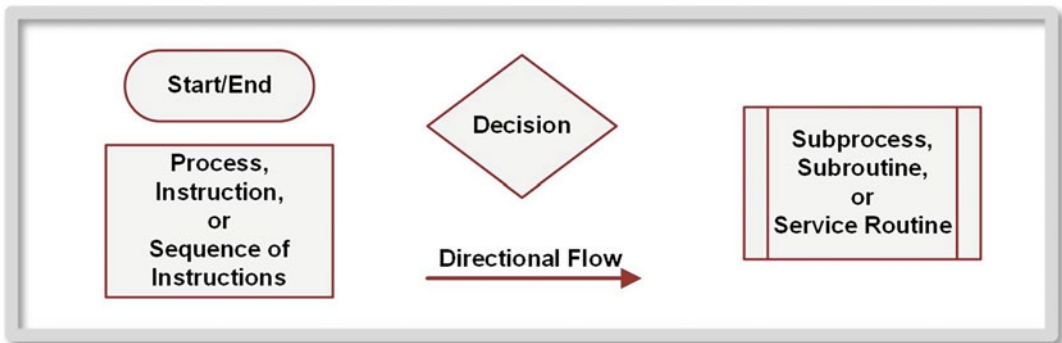 Start/End
Process,
Instruction,
or
Sequence of
Instructions
Decision
Directional Flow
Subprocess,
Subroutine,
or
Service Routine